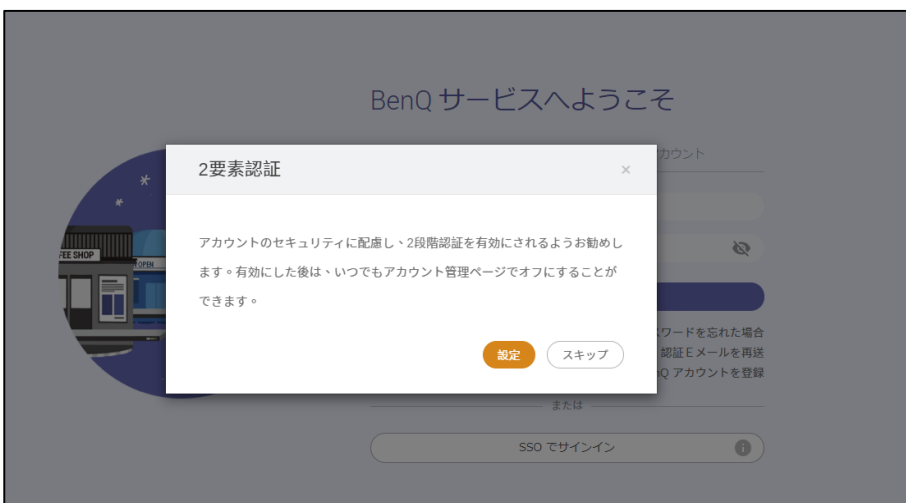 BenQ サービスへようこそ
カウント
2要素認証
×
アカウントのセキュリティに配慮し、2段階認証を有効にされるようお勧めし
ます。有効にした後は、いつでもアカウント管理ページでオフにすることが
できます。
設定
スキップ
FEE SHOP
OPEN
ワードを忘れた場合
認証 E メールを再送
Q アカウントを登録
または
SSO でサインイン
i